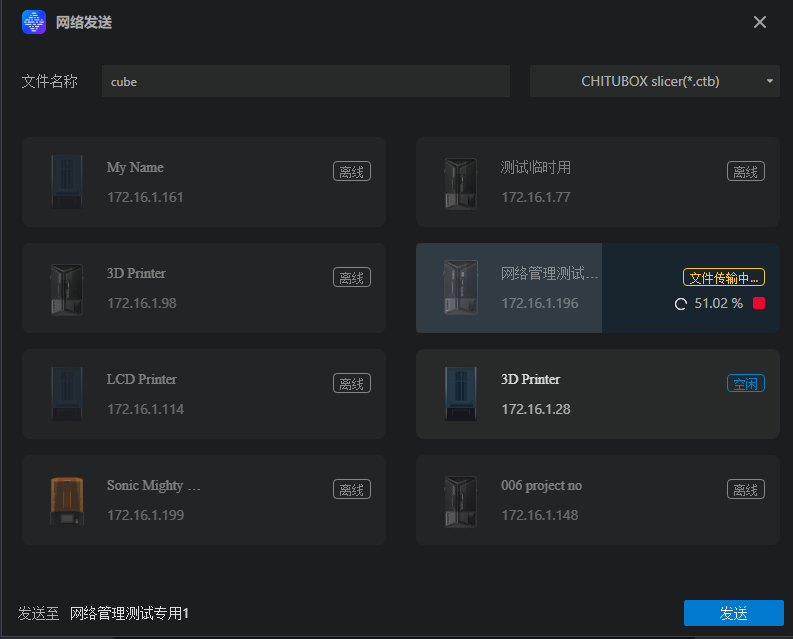 网络发送
文件名称 cube CHITUBOX slicer(*.ctb)
My Name 离线
172.16.1.161
测试临时用 离线
172.16.1.77
3D Printer 离线
172.16.1.98
网络管理测试... 文件传输中...
172.16.1.196 51.02 %
LCD Printer 离线
172.16.1.114
3D Printer 空闲
172.16.1.28
Sonic Mighty ... 离线
172.16.1.199
006 project no 离线
172.16.1.148
发送至 网络管理测试专用1 发送